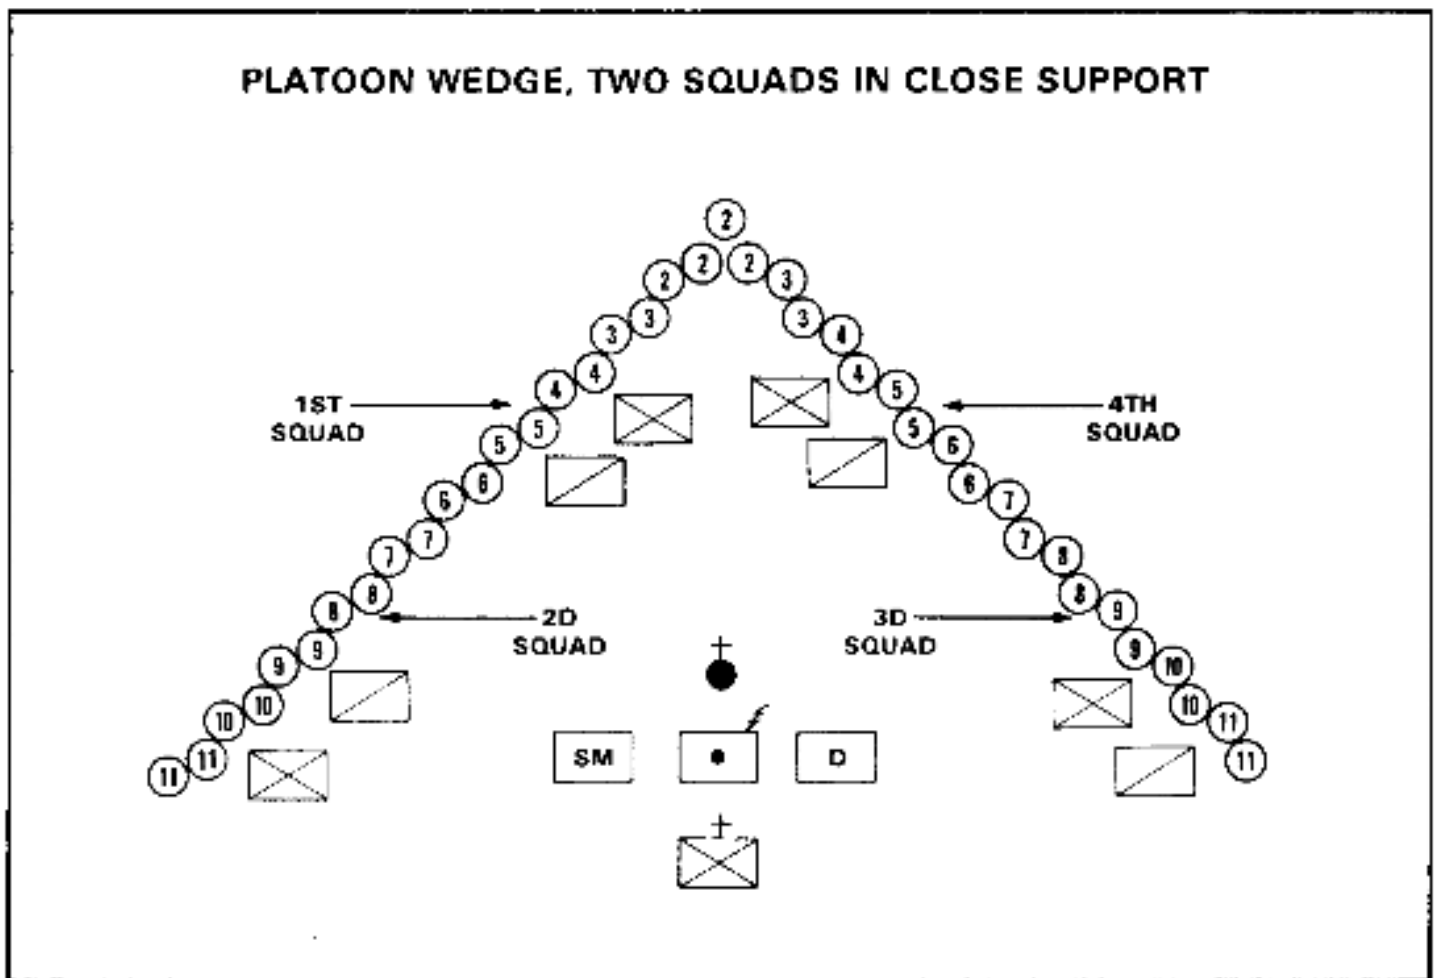 PLATOON WEDGE, TWO SQUADS IN CLOSE SUPPORT
2
2 2
2 3
3 3
3 4
4 4
4 5
1ST
SQUAD
4TH
SQUAD
5 5
5 6
6 6
6 7
7 7
7 8
8 8
8 9
2D
SQUAD
3D
SQUAD
9 9
9 10
10 10
10 11
11 11
11
SM
D